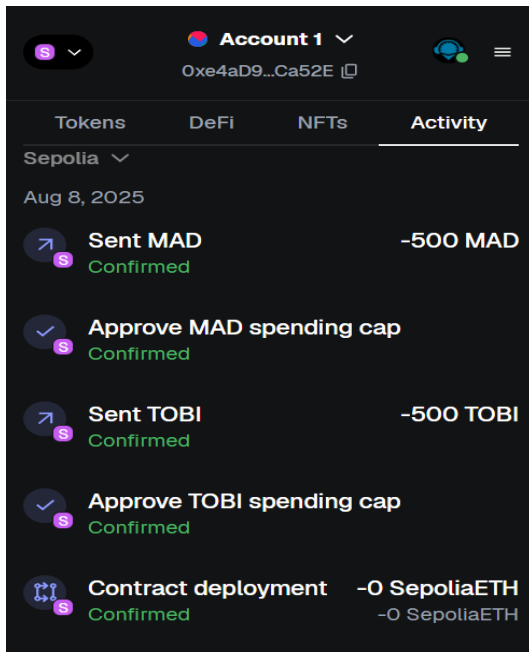 S
Account 1
0xe4aD9...Ca52E
Tokens DeFi NFTs Activity
Sepolia
Aug 8, 2025
Sent MAD -500 MAD
S Confirmed
Approve MAD spending cap
S Confirmed
Sent TOBI -500 TOBI
S Confirmed
Approve TOBI spending cap
S Confirmed
Contract deployment -0 SepoliaETH
S Confirmed -0 SepoliaETH